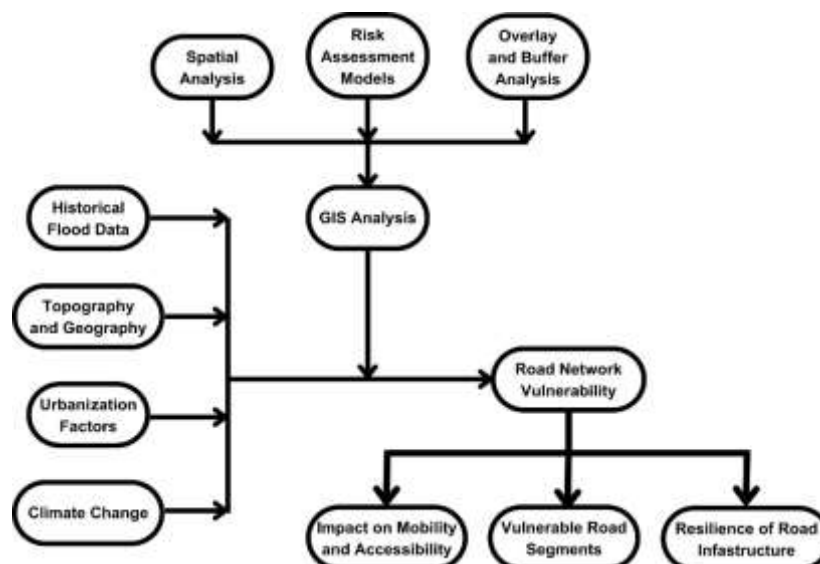 Spatial
Analysis
Risk
Assessment
Models
Overlay
and Buffer
Analysis
Historical
Flood Data
GIS Analysis
Topography
and Geography
Urbanization
Factors
Climate Change
Road Network
Vulnerability
Impact on Mobility
and Accessibility
Vulnerable Road
Segments
Resilience of Road
Infastructure